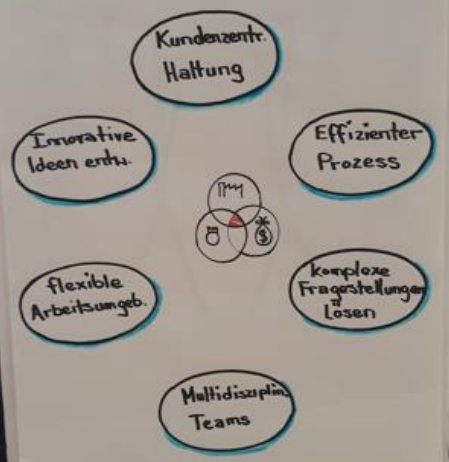 Kundenzentr.
Haltung
Innovative
Ideen entw.
Effizienter
Prozess
$
flexible
Arbeitsumgeb.
komplexe
Fragestellungen
Lösen
Multidisziplin.
Teams